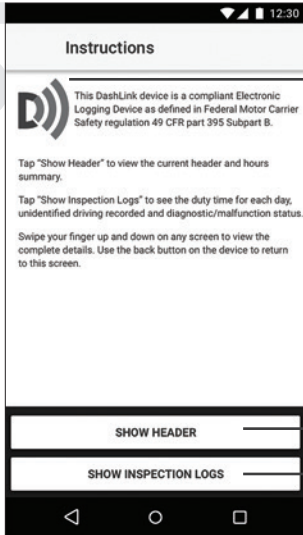 12:30
Instructions
D
This DashLink device is a compliant Electronic
Logging Device as defined in Federal Motor Carrier
Safety regulation 49 CFR part 395 Subpart B.
Tap "Show Header" to view the current header and hours
summary.
Tap "Show Inspection Logs" to see the duty time for each day,
unidentified driving recorded and diagnostic/malfunction status.
Swipe your finger up and down on any screen to view the
complete details. Use the back button on the device to return
to this screen.
SHOW HEADER
SHOW INSPECTION LOGS